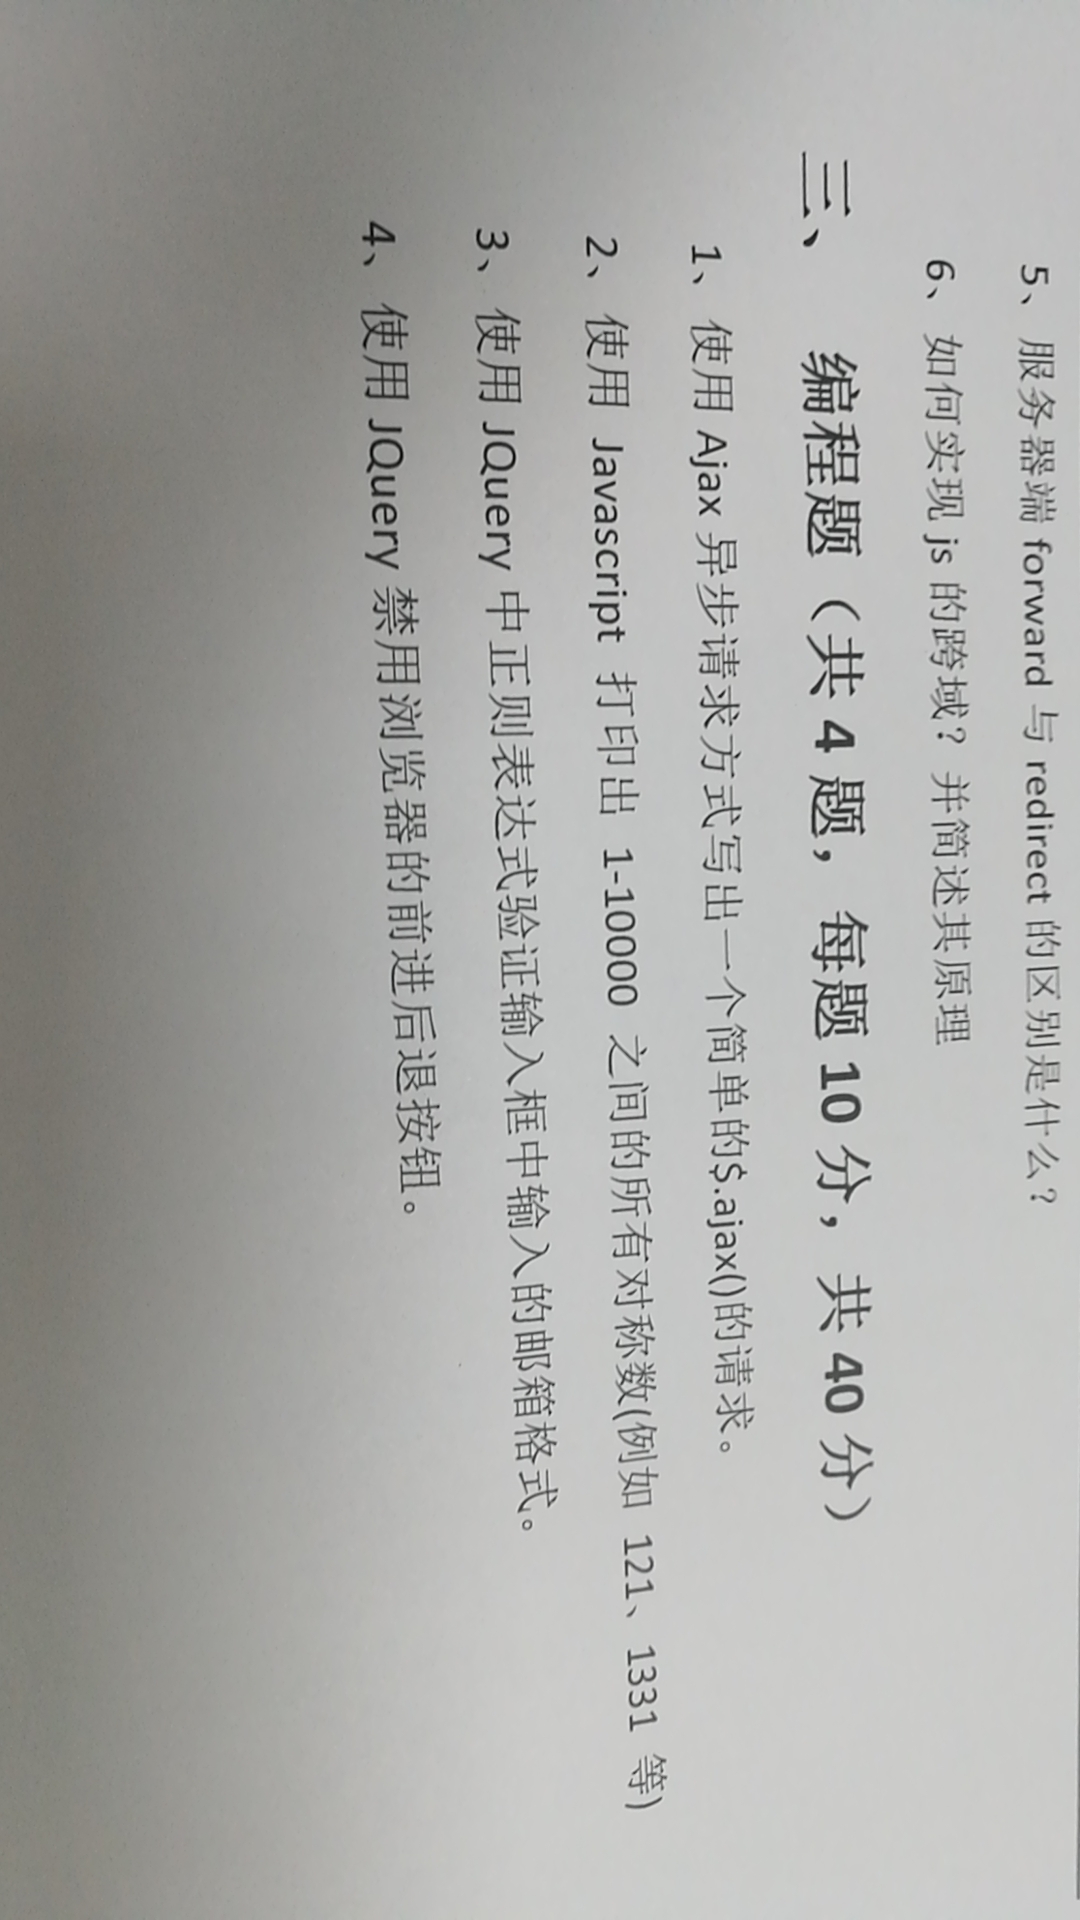 5、服务器端 forward 与 redirect 的区别是什么？
6、如何实现 js 的跨域？并简述其原理
三、 编程题（共 4 题，每题 10 分，共 40 分）
1、使用 Ajax 异步请求方式写出一个简单的$.ajax()的请求。
2、使用 Javascript 打印出 1-10000 之间的所有对称数(例如 121、1331 等)
3、使用 JQuery 中正则表达式验证输入框中输入的邮箱格式。
4、使用 JQuery 禁用浏览器的前进后退按钮。